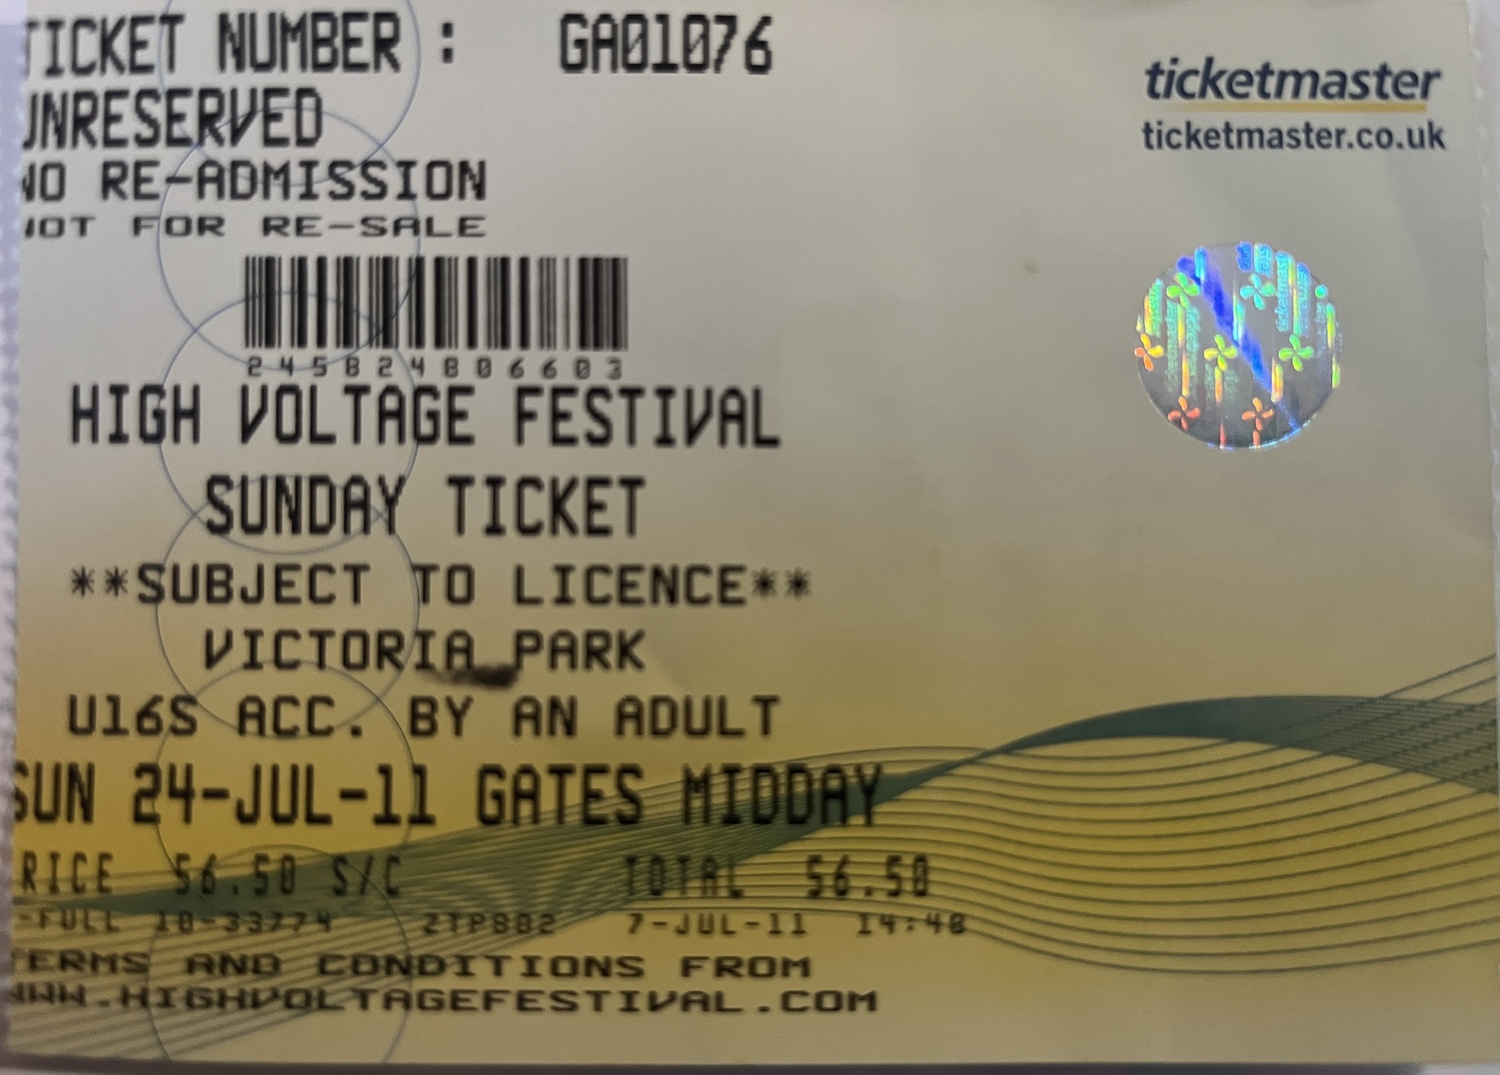 TICKET NUMBER : GA01076
UNRESERVED
NO RE-ADMISSION
NOT FOR RE-SALE
245824806603
HIGH VOLTAGE FESTIVAL
SUNDAY TICKET
**SUBJECT TO LICENCE**
VICTORIA PARK
U16S ACC. BY AN ADULT
SUN 24-JUL-11 GATES MIDDAY
RICE 56.50 S/C TOTAL 56.50
-FULL 10-33774 ZTP882 7-JUL-11 14:48
TERMS AND CONDITIONS FROM
WWW.HIGHVOLTAGEFESTIVAL.COM
ticketmaster
ticketmaster.co.uk